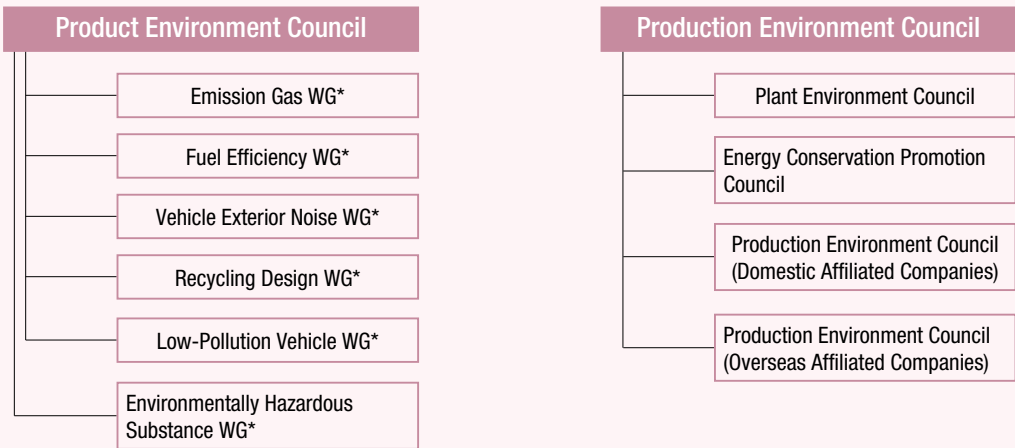 Product Environment Council
Emission Gas WG*
Fuel Efficiency WG*
Vehicle Exterior Noise WG*
Recycling Design WG*
Low-Pollution Vehicle WG*
Environmentally Hazardous
Substance WG*
Production Environment Council
Plant Environment Council
Energy Conservation Promotion
Council
Production Environment Council
(Domestic Affiliated Companies)
Production Environment Council
(Overseas Affiliated Companies)